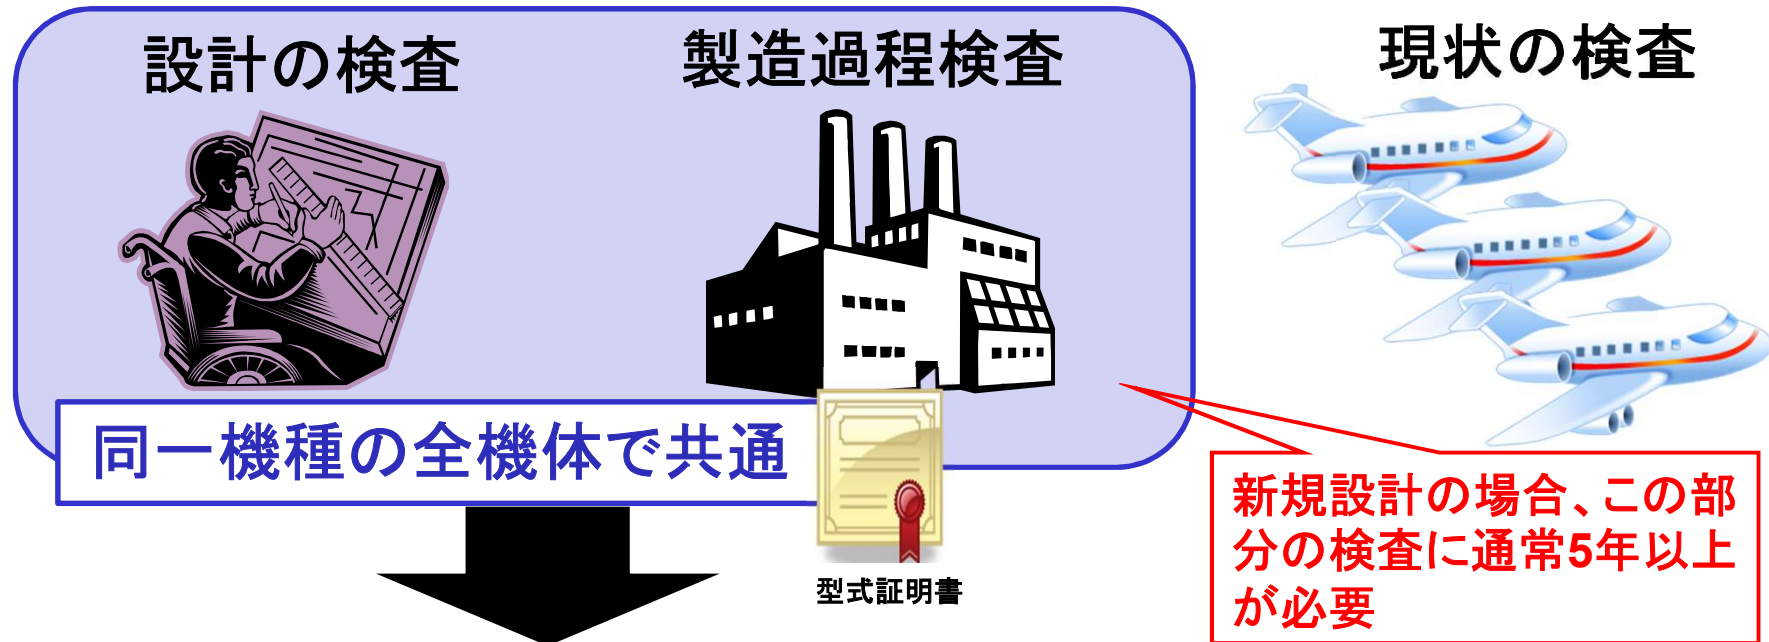 設計の検査
製造過程検査
現状の検査
同一機種の全機体で共通
型式証明書
新規設計の場合、この部
分の検査に通常5年以上
が必要